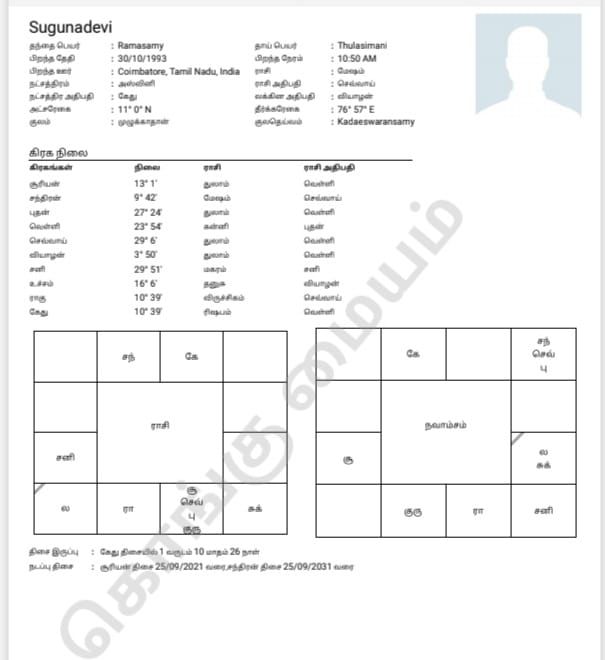 Sugunadevi
தந்தை பெயர் : Ramasamy தாய் பெயர் : Thulasimani
பிறந்த தேதி : 30/10/1993 பிறந்த நேரம் : 10:50 AM
பிறந்த ஊர் : Coimbatore, Tamil Nadu, India ராசி : மேஷம்
நட்சத்திரம் : அஸ்வினி ராசி அதிபதி : செவ்வாய்
நட்சத்திர அதிபதி : கேது லக்கின அதிபதி : வியாழன்
அட்சரேகை : 11° 0' N தீர்க்கரேகை : 76° 57' E
குலம் : முழுக்காதான் குலதெய்வம் : Kadaeswaransamy
கிரக நிலை
கிரகங்கள் நிலை ராசி ராசி அதிபதி
சூரியன் 13° 1' துலாம் வெள்ளி
சந்திரன் 9° 42' மேஷம் செவ்வாய்
புதன் 27° 24' துலாம் வெள்ளி
வெள்ளி 23° 54' கன்னி புதன்
செவ்வாய் 29° 6' துலாம் வெள்ளி
வியாழன் 3° 50' துலாம் வெள்ளி
சனி 29° 51' மகரம் சனி
உச்சம் 16° 6' தனுசு வியாழன்
ராகு 10° 39' விருச்சிகம் செவ்வாய்
கேது 10° 39' ரிஷபம் வெள்ளி
சந் கே
ராசி
சனி
ல ரா சூ செவ் பு குரு சுக்
கே சந் செவ் பு
நவாம்சம்
சூ ல சுக்
குரு ரா சனி
திசை இருப்பு : கேது திசையில் 1 வருடம் 10 மாதம் 26 நாள்
நடப்பு திசை : சூரியன் திசை 25/09/2021 வரை,சந்திரன் திசை 25/09/2031 வரை
கொங்கு மையம்